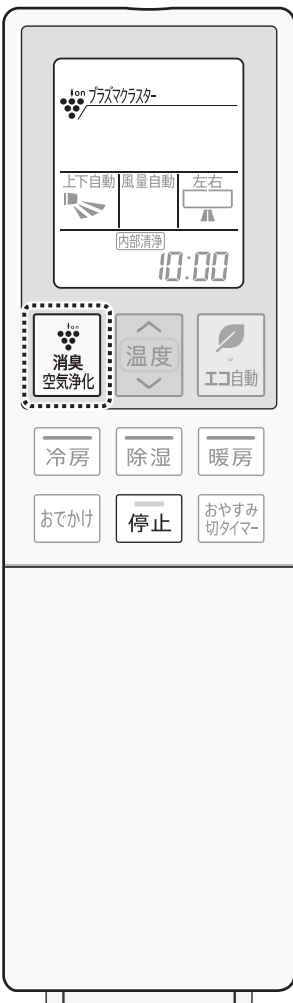 ion プラズマクラスター
上下自動 風量自動 左右
内部清浄
10:00
ion
消臭
空気浄化
温度
エコ自動
冷房 除湿 暖房
おでかけ 停止 おやすみ
切タイマー